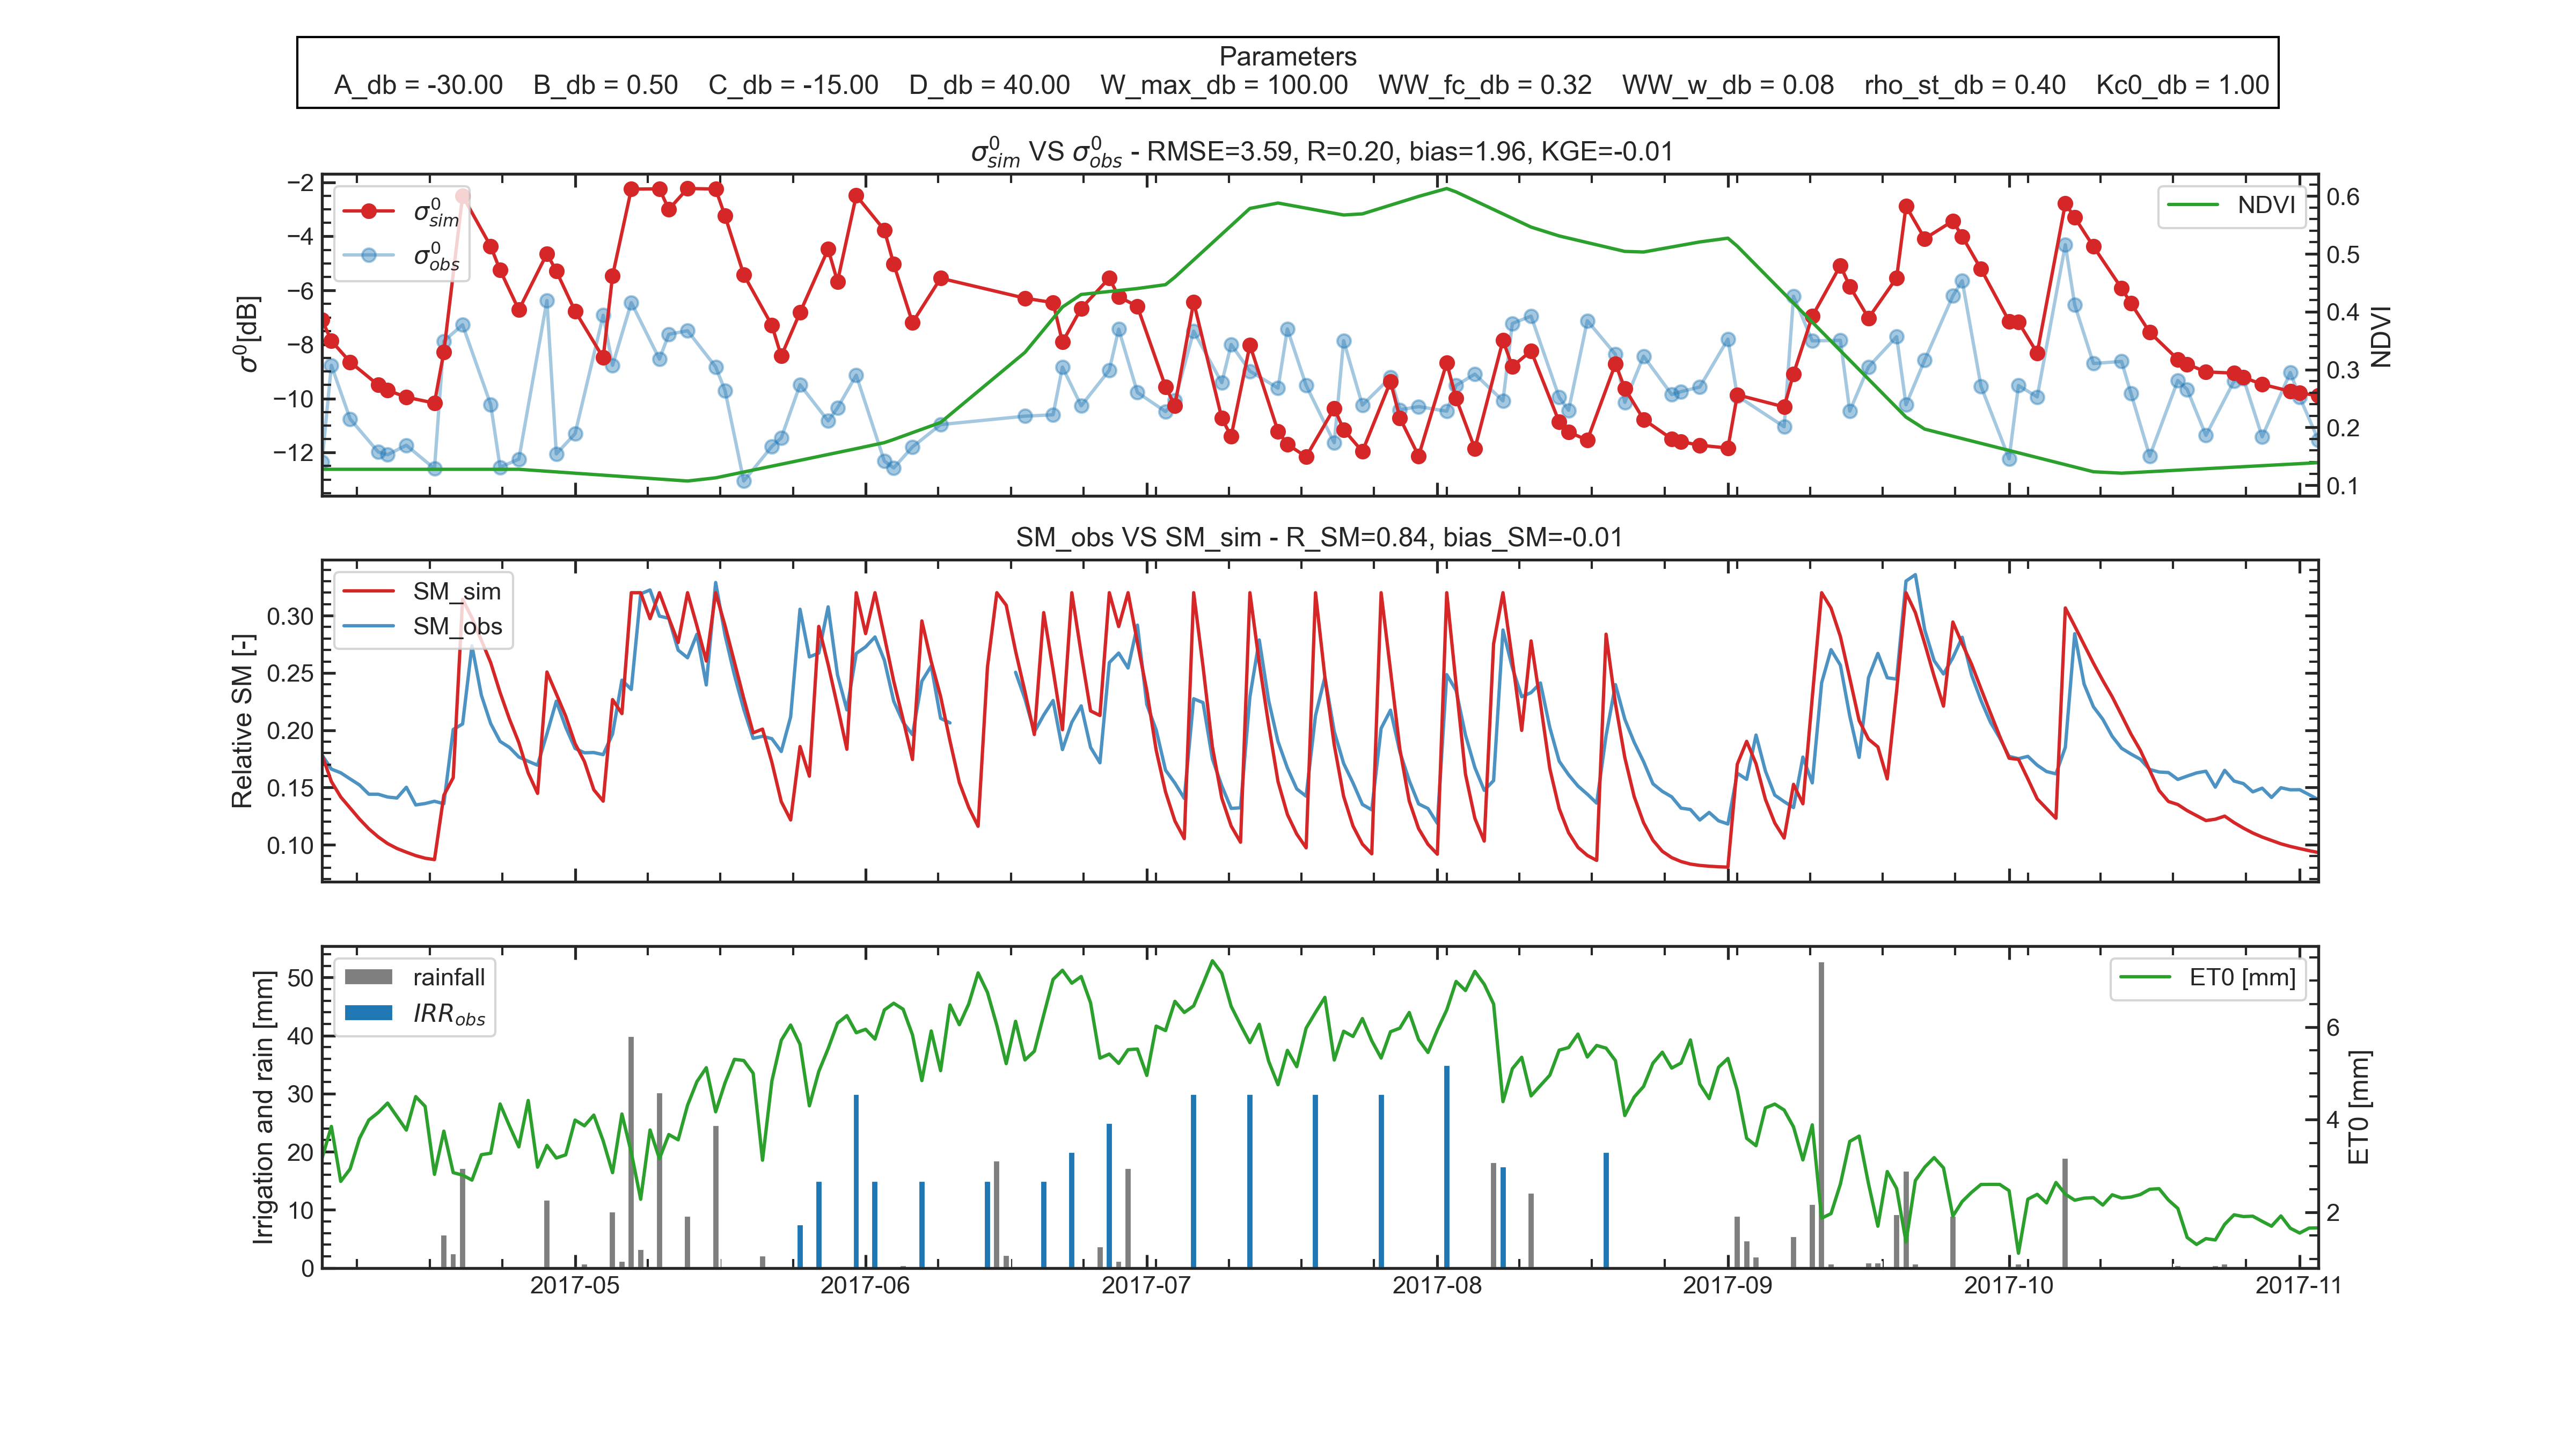 Parameters
A_db = -30.00 B_db = 0.50 C_db = -15.00 D_db = 40.00 W_max_db = 100.00 WW_fc_db = 0.32 WW_w_db = 0.08 rho_st_db = 0.40 Kc0_db = 1.00
σ⁰sim VS σ⁰obs - RMSE=3.59, R=0.20, bias=1.96, KGE=-0.01
σ⁰[dB]
−2
−4
−6
−8
−10
−12
σ⁰sim
σ⁰obs
NDVI
0.6
0.5
0.4
0.3
0.2
0.1
NDVI
SM_obs VS SM_sim - R_SM=0.84, bias_SM=-0.01
Relative SM [-]
0.30
0.25
0.20
0.15
0.10
SM_sim
SM_obs
Irrigation and rain [mm]
50
40
30
20
10
0
rainfall
IRRobs
ET0 [mm]
6
4
2
ET0 [mm]
2017-05 2017-06 2017-07 2017-08 2017-09 2017-10 2017-11